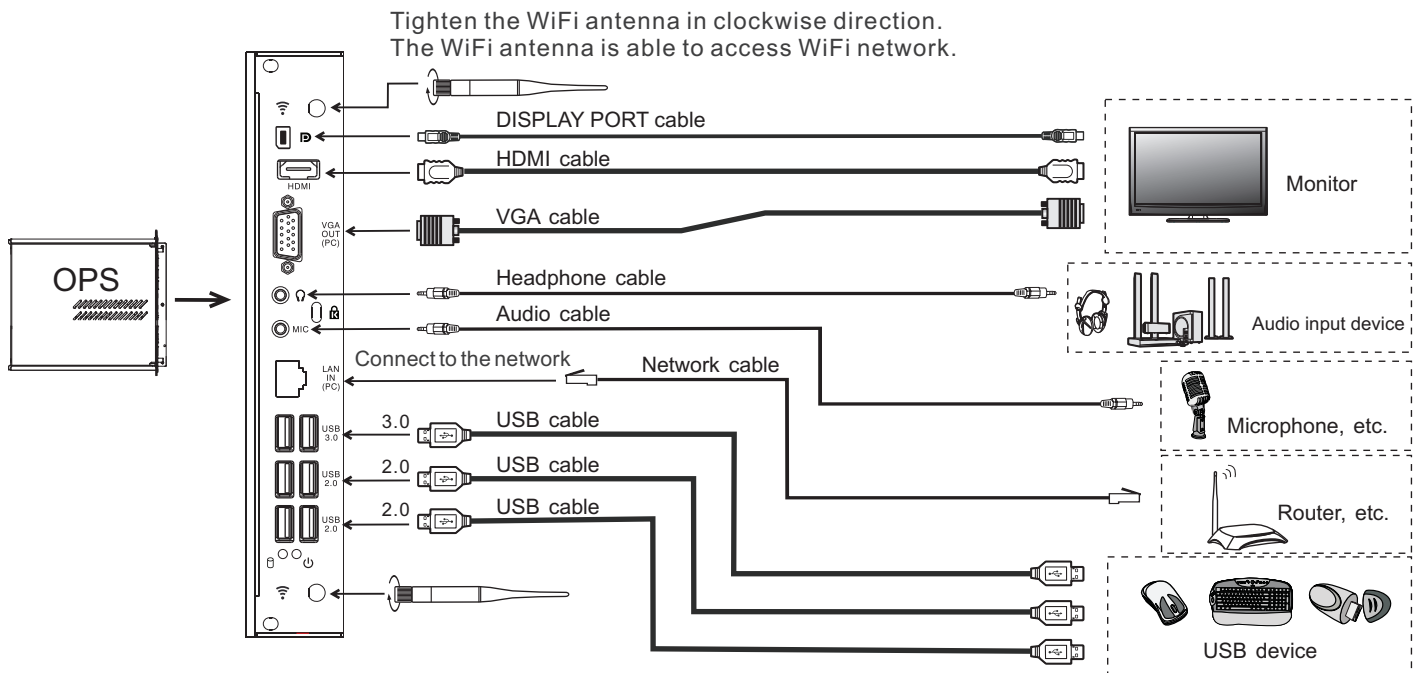 Tighten the WiFi antenna in clockwise direction.
The WiFi antenna is able to access WiFi network.
DISPLAY PORT cable
HDMI cable
HDMI
Monitor
VGA cable
VGA
OUT
(PC)
OPS
Headphone cable
Audio cable
MIC
Audio input device
Connect to the network
Network cable
LAN
IN
(PC)
Microphone, etc.
3.0
USB cable
USB
3.0
2.0
USB cable
USB
2.0
2.0
USB cable
USB
2.0
Router, etc.
USB device